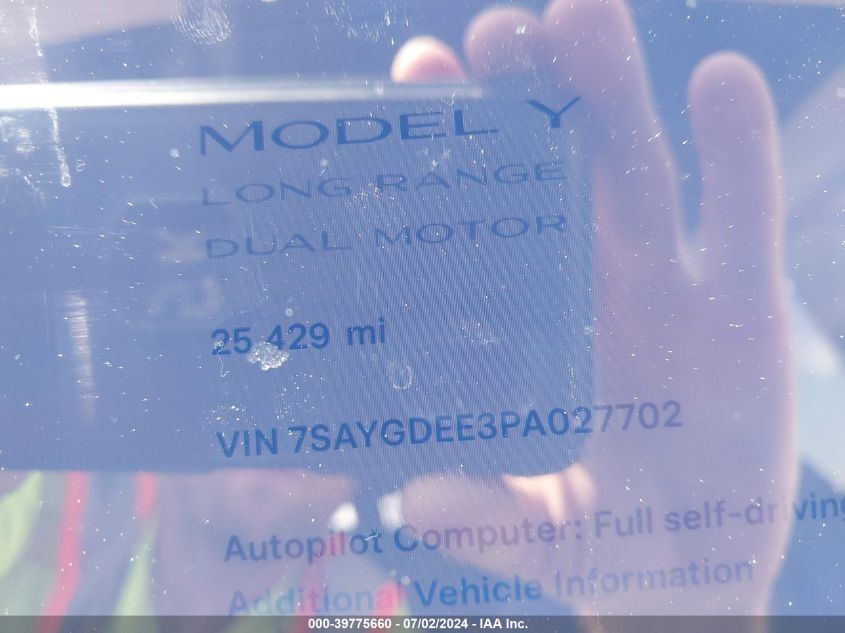 MODEL Y
LONG RANGE
DUAL MOTOR
25 429 mi
VIN 7SAYGDEE3PA027702
Autopilot Computer: Full self-driving
Additional Vehicle Information
000-39775660 - 07/02/2024 - IAA Inc.